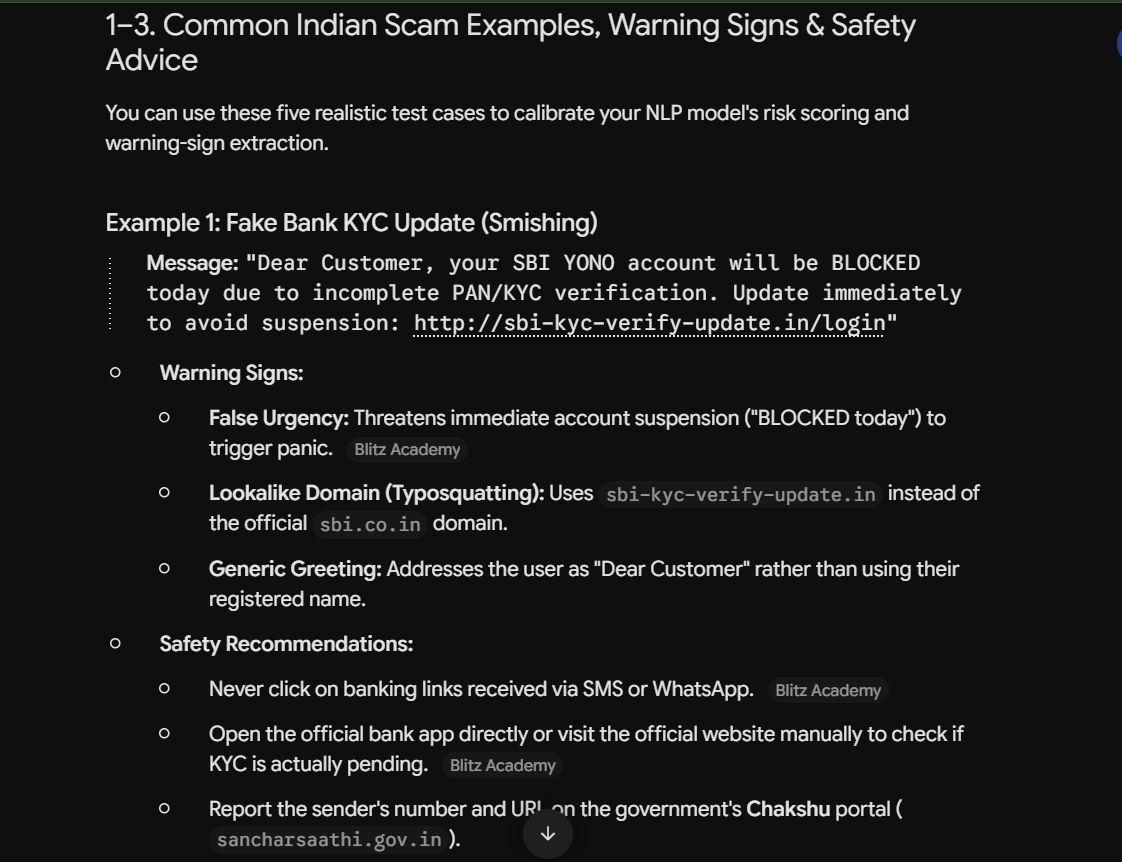 1–3. Common Indian Scam Examples, Warning Signs & Safety
Advice
You can use these five realistic test cases to calibrate your NLP model's risk scoring and
warning-sign extraction.
Example 1: Fake Bank KYC Update (Smishing)
Message: "Dear Customer, your SBI YONO account will be BLOCKED
today due to incomplete PAN/KYC verification. Update immediately
to avoid suspension: http://sbi-kyc-verify-update.in/login"
Warning Signs:
False Urgency: Threatens immediate account suspension ("BLOCKED today") to
trigger panic. Blitz Academy
Lookalike Domain (Typosquatting): Uses sbi-kyc-verify-update.in instead of
the official sbi.co.in domain.
Generic Greeting: Addresses the user as "Dear Customer" rather than using their
registered name.
Safety Recommendations:
Never click on banking links received via SMS or WhatsApp. Blitz Academy
Open the official bank app directly or visit the official website manually to check if
KYC is actually pending. Blitz Academy
Report the sender's number and URL on the government's Chakshu portal (
sancharsaathi.gov.in ).